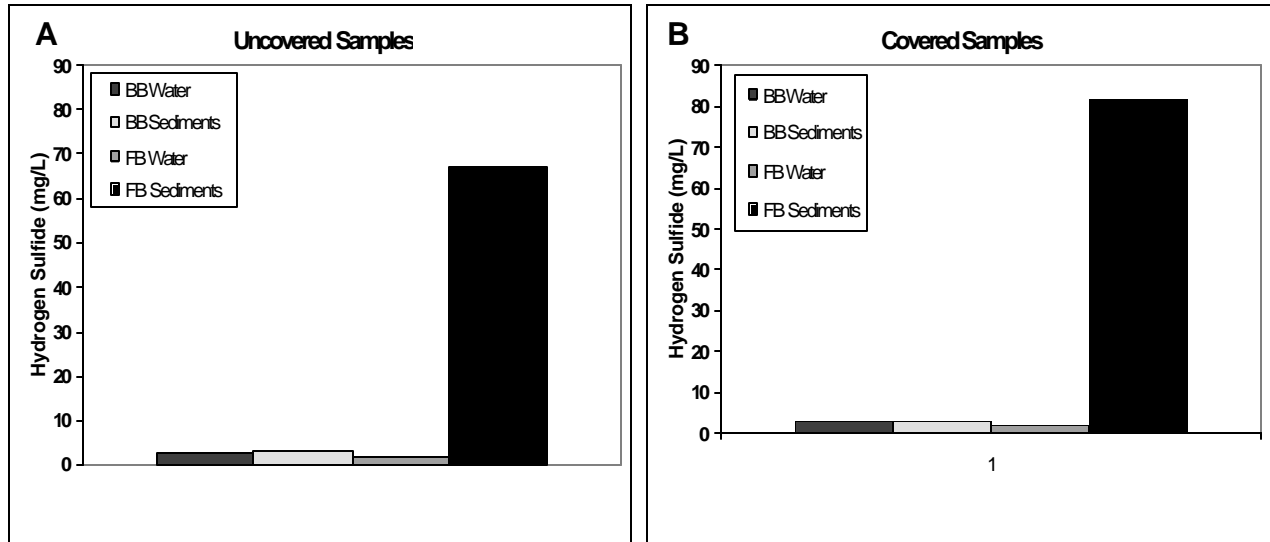 A
Uncovered Samples
Hydrogen Sulfide (mg/L)
90
80
70
60
50
40
30
20
10
0
BB Water
BB Sediments
FB Water
FB Sediments
B
Covered Samples
Hydrogen Sulfide (mg/L)
90
80
70
60
50
40
30
20
10
0
BB Water
BB Sediments
FB Water
FB Sediments
1